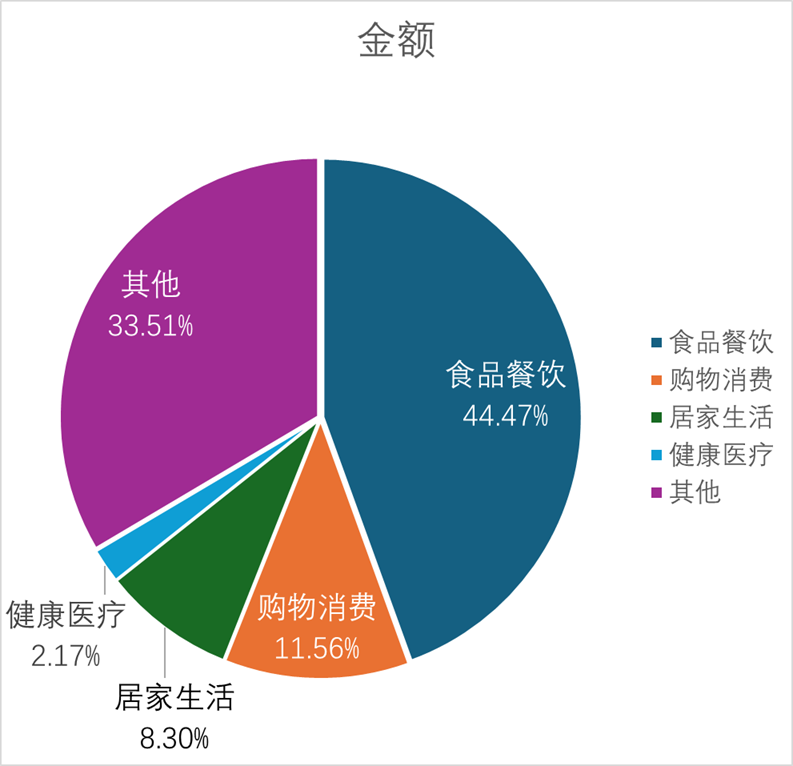 金额
其他
33.51%
食品餐饮
44.47%
购物消费
11.56%
健康医疗
2.17%
居家生活
8.30%
食品餐饮
购物消费
居家生活
健康医疗
其他